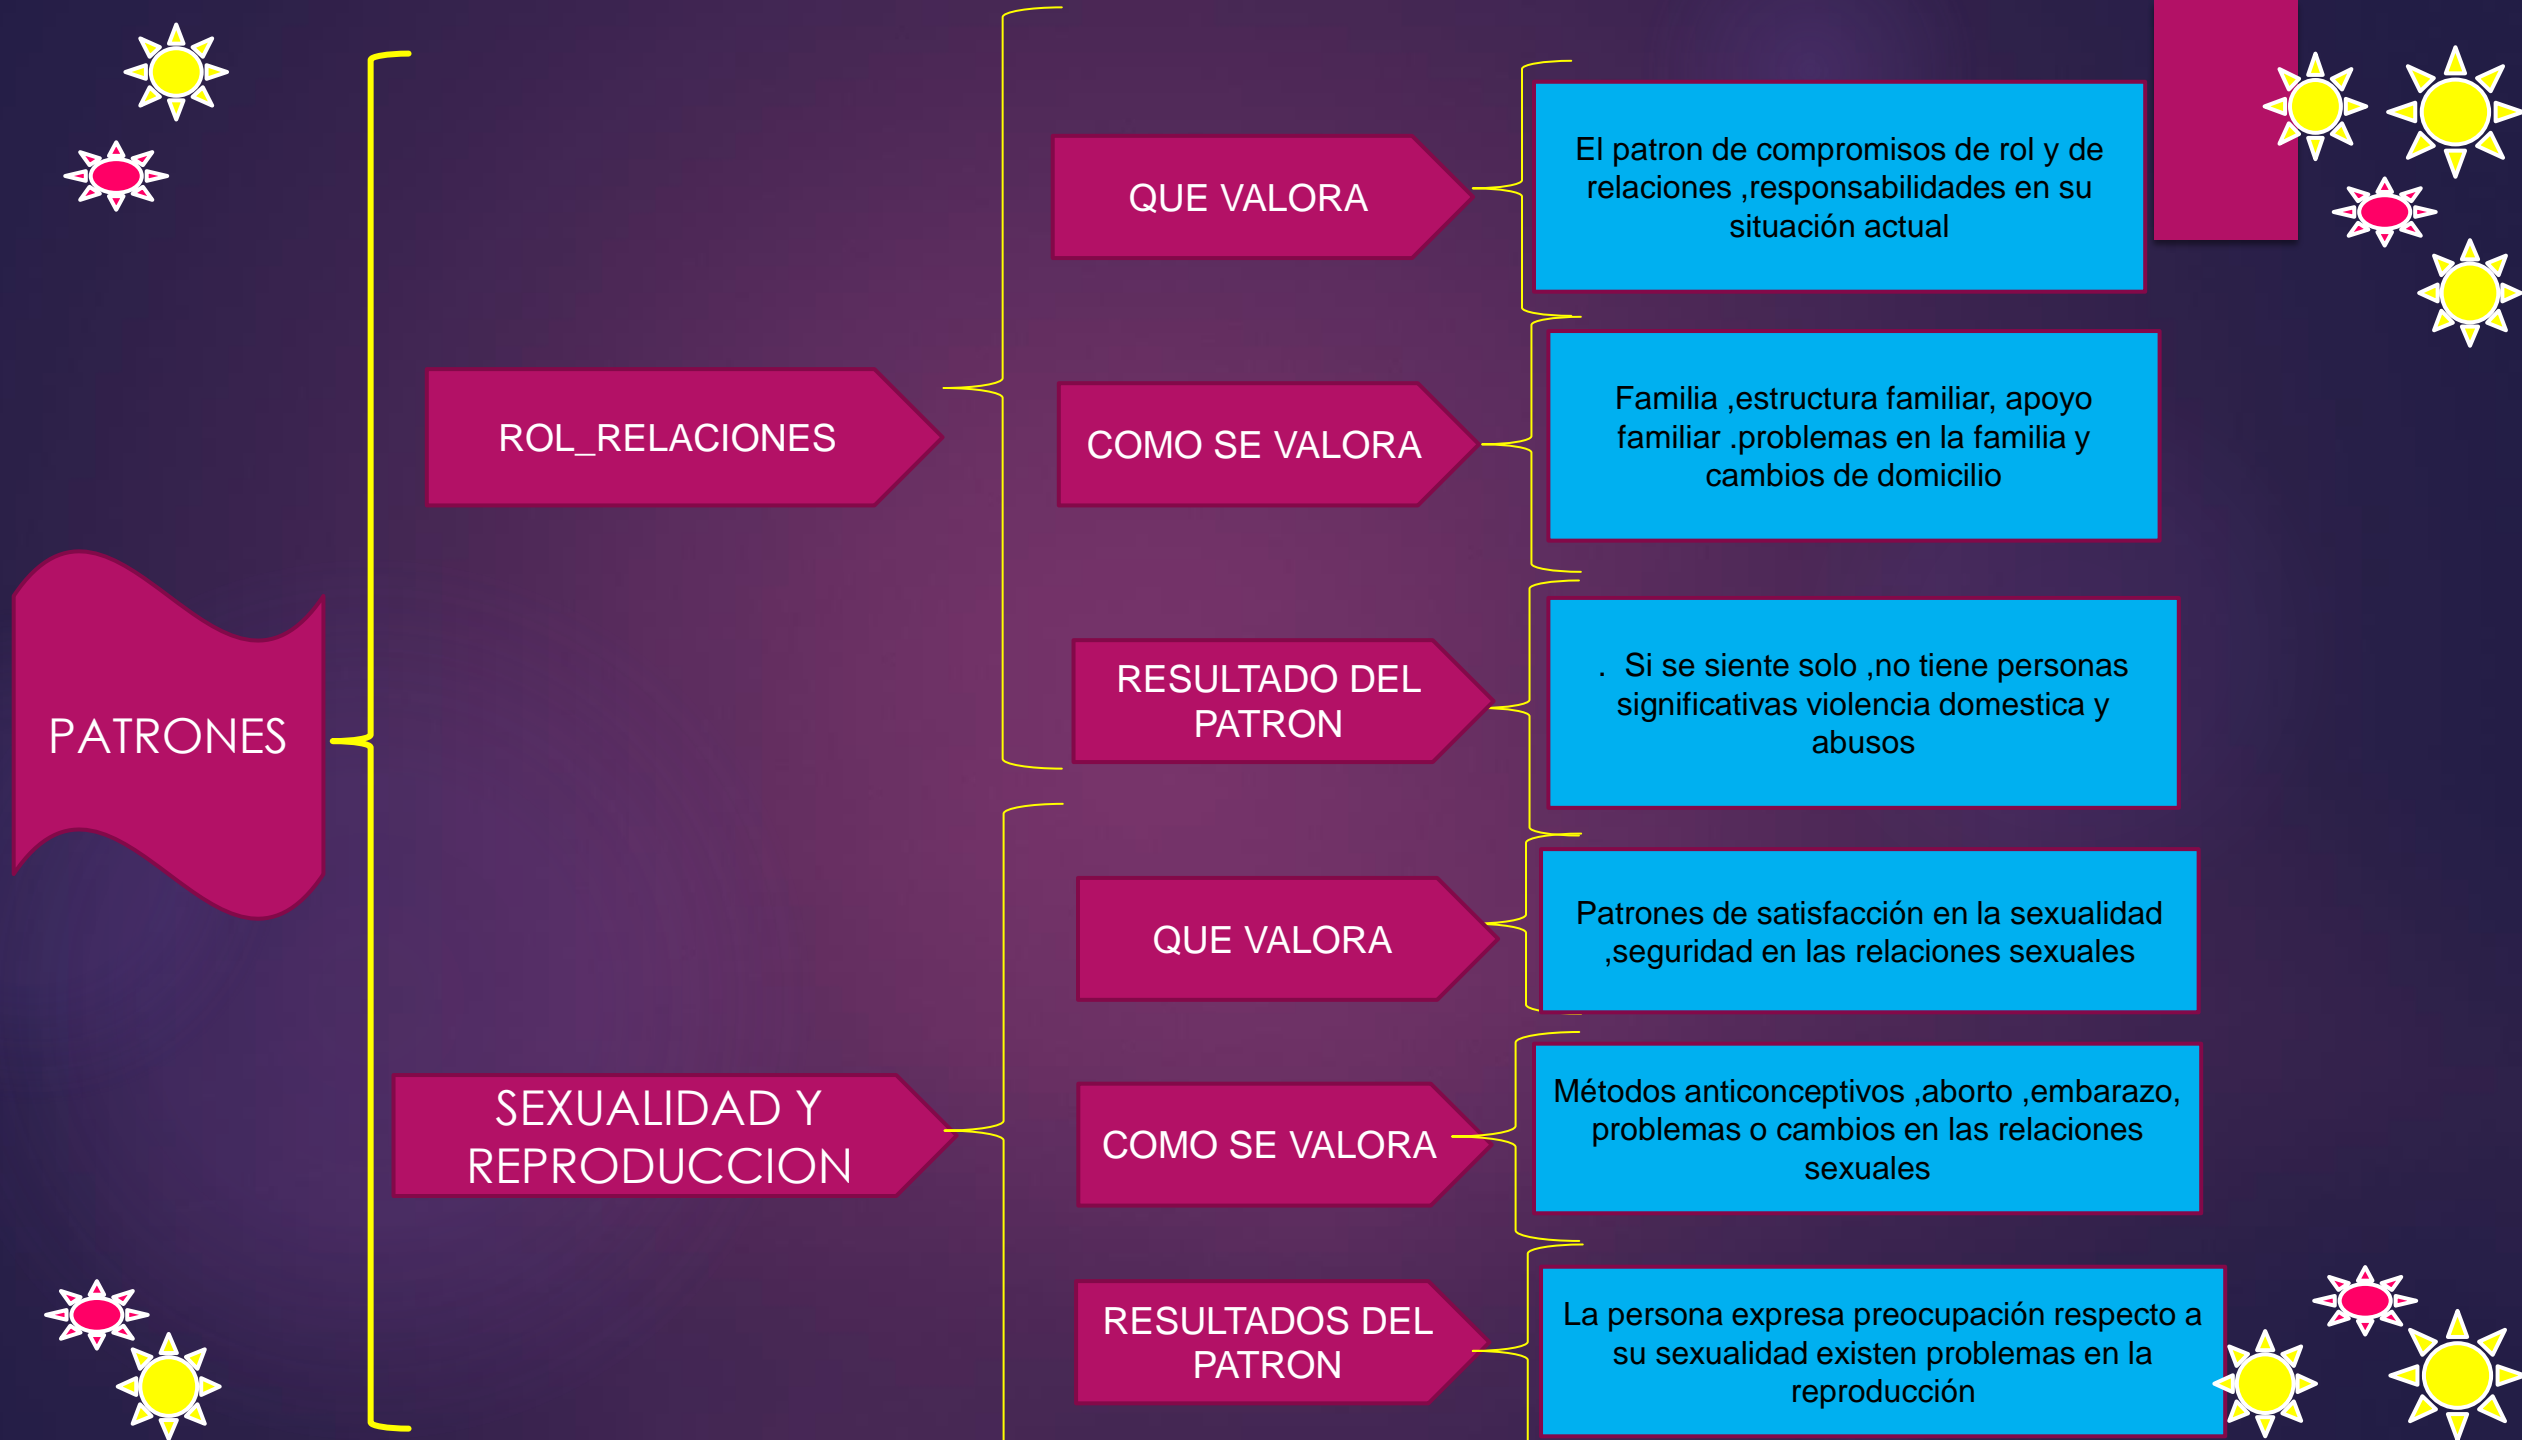 PATRONES
ROL_RELACIONES
QUE VALORA
El patron de compromisos de rol y de
relaciones ,responsabilidades en su
situación actual
COMO SE VALORA
Familia ,estructura familiar, apoyo
familiar .problemas en la familia y
cambios de domicilio
RESULTADO DEL
PATRON
. Si se siente solo ,no tiene personas
significativas violencia domestica y
abusos
SEXUALIDAD Y
REPRODUCCION
QUE VALORA
Patrones de satisfacción en la sexualidad
,seguridad en las relaciones sexuales
COMO SE VALORA
Métodos anticonceptivos ,aborto ,embarazo,
problemas o cambios en las relaciones
sexuales
RESULTADOS DEL
PATRON
La persona expresa preocupación respecto a
su sexualidad existen problemas en la
reproducción